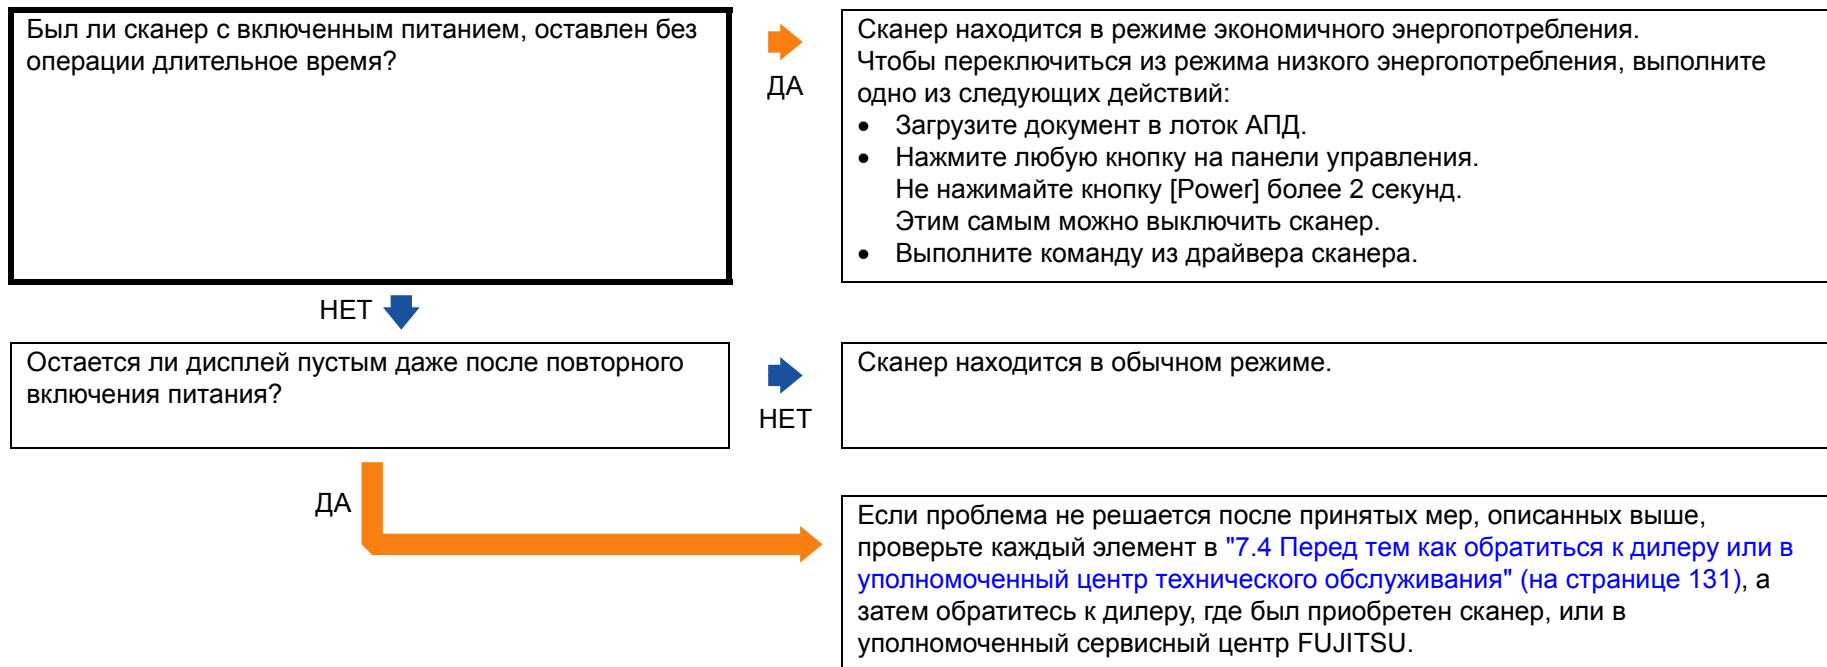 Был ли сканер с включенным питанием, оставлен без
операции длительное время?
ДА
Сканер находится в режиме экономичного энергопотребления.
Чтобы переключиться из режима низкого энергопотребления, выполните
одно из следующих действий:
• Загрузите документ в лоток АПД.
• Нажмите любую кнопку на панели управления.
Не нажимайте кнопку [Power] более 2 секунд.
Этим самым можно выключить сканер.
• Выполните команду из драйвера сканера.
НЕТ
Остается ли дисплей пустым даже после повторного
включения питания?
НЕТ
Сканер находится в обычном режиме.
ДА
Если проблема не решается после принятых мер, описанных выше,
проверьте каждый элемент в "7.4 Перед тем как обратиться к дилеру или в
уполномоченный центр технического обслуживания" (на странице 131), а
затем обратитесь к дилеру, где был приобретен сканер, или в
уполномоченный сервисный центр FUJITSU.